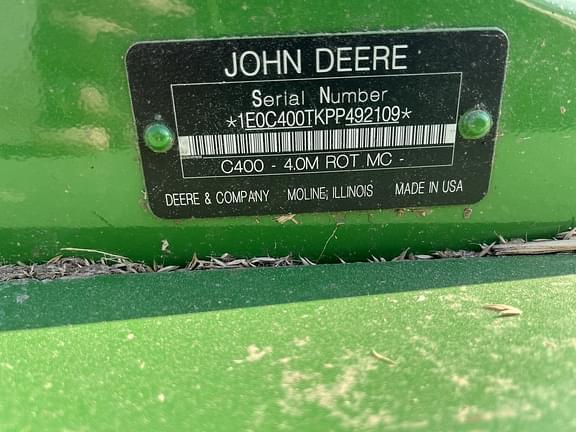 JOHN DEERE
Serial Number
*1E0C400TKPP492109*
C400 - 4.0M ROT MC -
DEERE & COMPANY MOLINE, ILLINOIS MADE IN USA